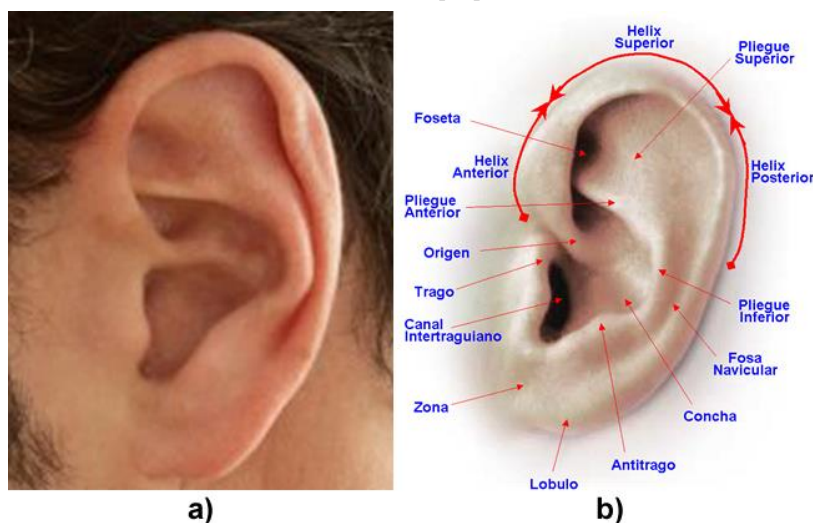 Helix
Superior
Pliegue
Superior
Foseta
Helix
Anterior
Helix
Posterior
Pliegue
Anterior
Origen
Trago
Pliegue
Inferior
Canal
Intertraguiano
Fosa
Navicular
Zona
Concha
Antitrago
Lobulo
a)
b)